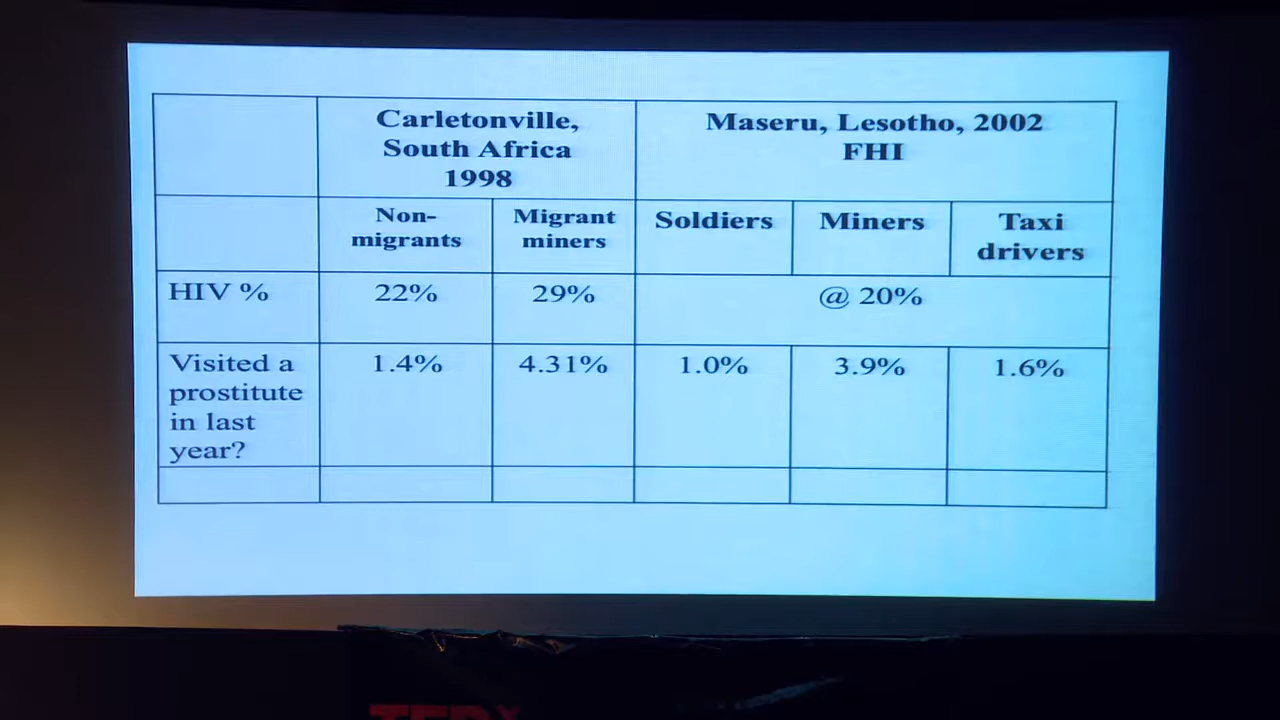 Carletonville,
South Africa
1998
Maseru, Lesotho, 2002
FHI
Non-
migrants
Migrant
miners
Soldiers
Miners
Taxi
drivers
HIV %
22%
29%
@ 20%
Visited a
prostitute
in last
year?
1.4%
4.31%
1.0%
3.9%
1.6%
TEDx